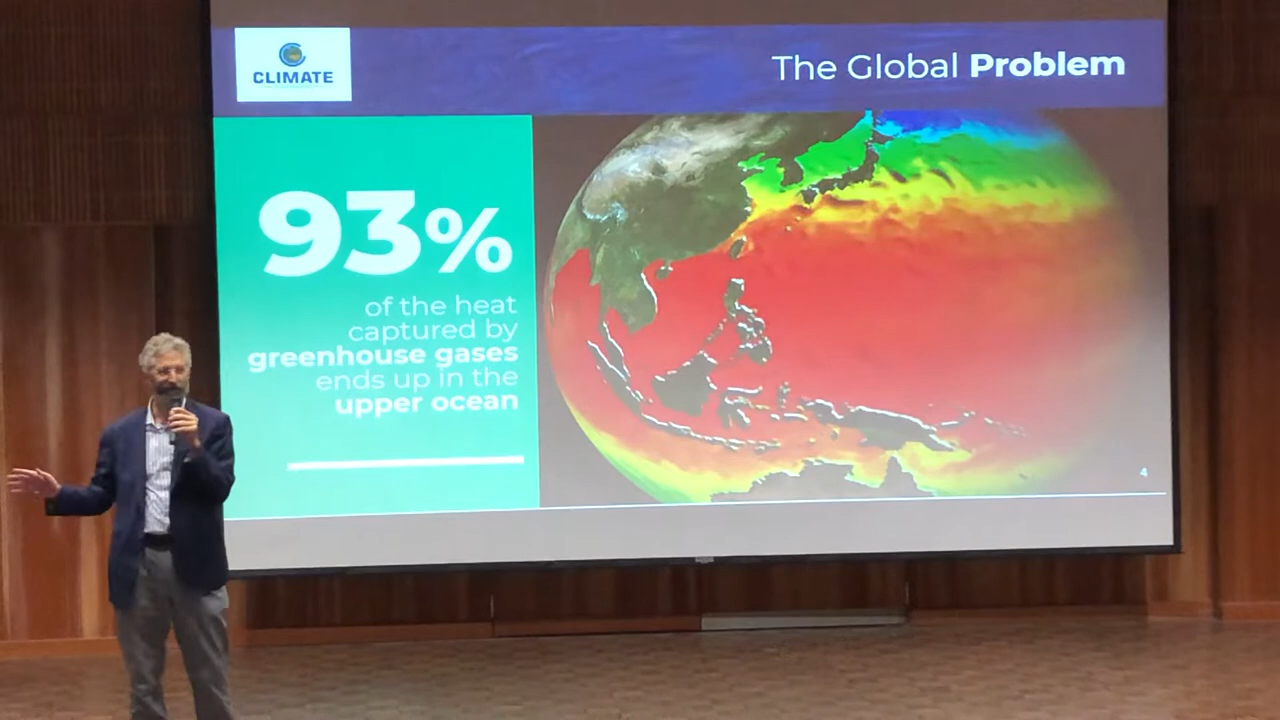 CLIMATE
The Global Problem
93%
of the heat
captured by
greenhouse gases
ends up in the
upper ocean
4